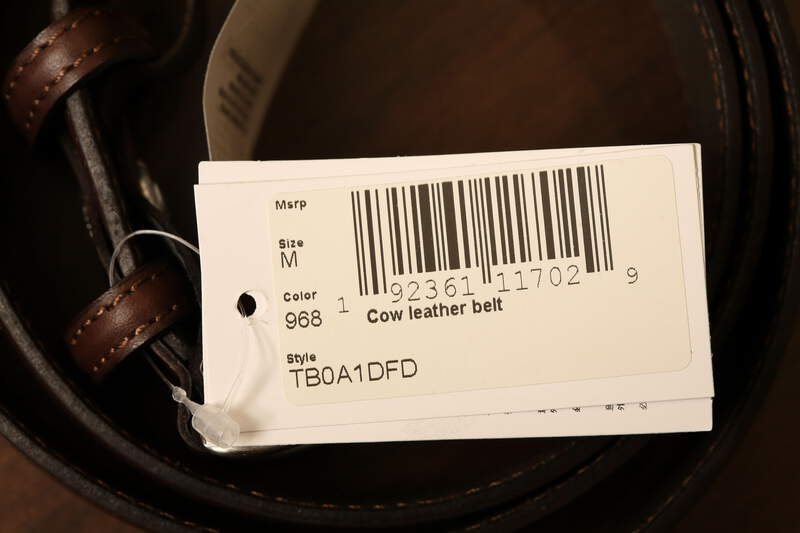 Msrp
Size
M
Color
968
1 92361 11702 9
Cow leather belt
Style
TB0A1DFD